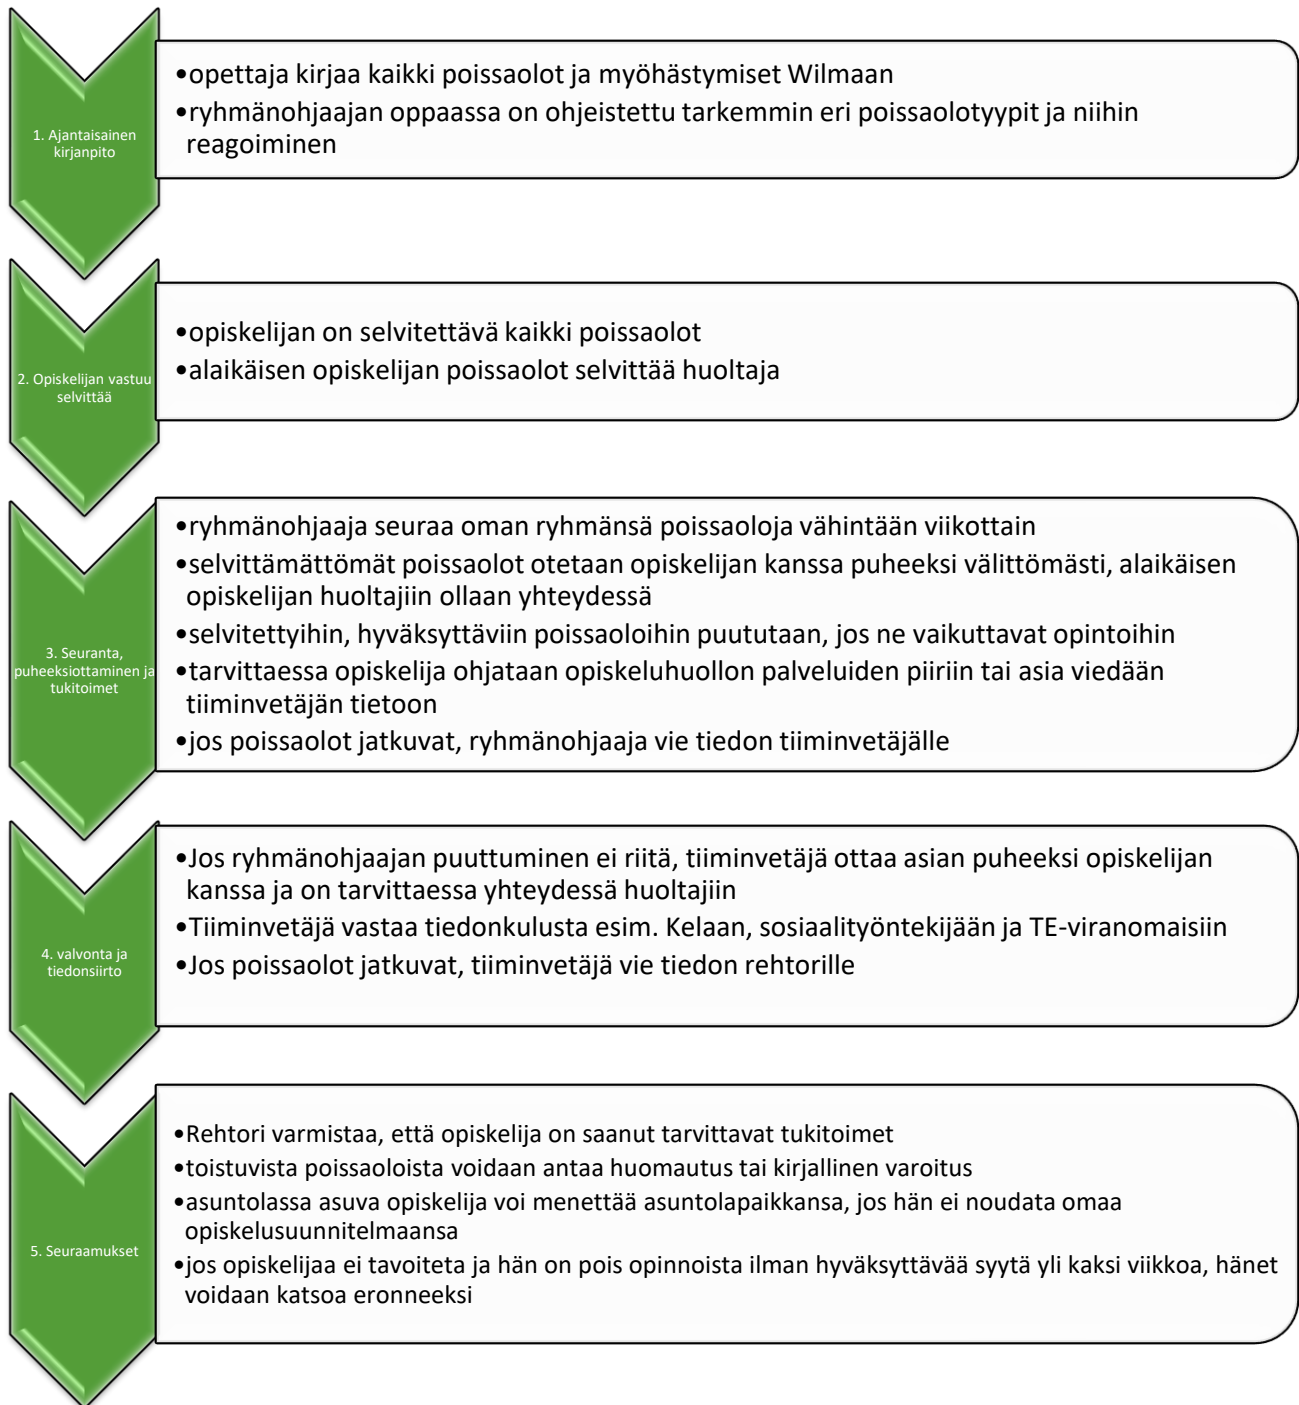 1. Ajantaisainen
kirjanpito
•opettaja kirjaa kaikki poissaolot ja myöhästymiset Wilmaan
•ryhmänohjaajan oppaassa on ohjeistettu tarkemmin eri poissaolotyypit ja niihin
reagoiminen
2. Opiskelijan vastuu
selvittää
•opiskelijan on selvitettävä kaikki poissaolot
•alaikäisen opiskelijan poissaolot selvittää huoltaja
3. Seuranta,
puheeksiottaminen ja
tukitoimet
•ryhmänohjaaja seuraa oman ryhmänsä poissaoloja vähintään viikottain
•selvittämättömät poissaolot otetaan opiskelijan kanssa puheeksi välittömästi, alaikäisen
opiskelijan huoltajiin ollaan yhteydessä
•selvitettyihin, hyväksyttäviin poissaoloihin puututaan, jos ne vaikuttavat opintoihin
•tarvittaessa opiskelija ohjataan opiskeluhuollon palveluiden piiriin tai asia viedään
tiiminvetäjän tietoon
•jos poissaolot jatkuvat, ryhmänohjaaja vie tiedon tiiminvetäjälle
4. valvonta ja
tiedonsiirto
•Jos ryhmänohjaajan puuttuminen ei riitä, tiiminvetäjä ottaa asian puheeksi opiskelijan
kanssa ja on tarvittaessa yhteydessä huoltajiin
•Tiiminvetäjä vastaa tiedonkulusta esim. Kelaan, sosiaalityöntekijään ja TE-viranomaisiin
•Jos poissaolot jatkuvat, tiiminvetäjä vie tiedon rehtorille
5. Seuraamukset
•Rehtori varmistaa, että opiskelija on saanut tarvittavat tukitoimet
•toistuvista poissaoloista voidaan antaa huomautus tai kirjallinen varoitus
•asuntolassa asuva opiskelija voi menettää asuntolapaikkansa, jos hän ei noudata omaa
opiskelusuunnitelmaansa
•jos opiskelijaa ei tavoiteta ja hän on pois opinnoista ilman hyväksyttävää syytä yli kaksi viikkoa, hänet
voidaan katsoa eronneeksi